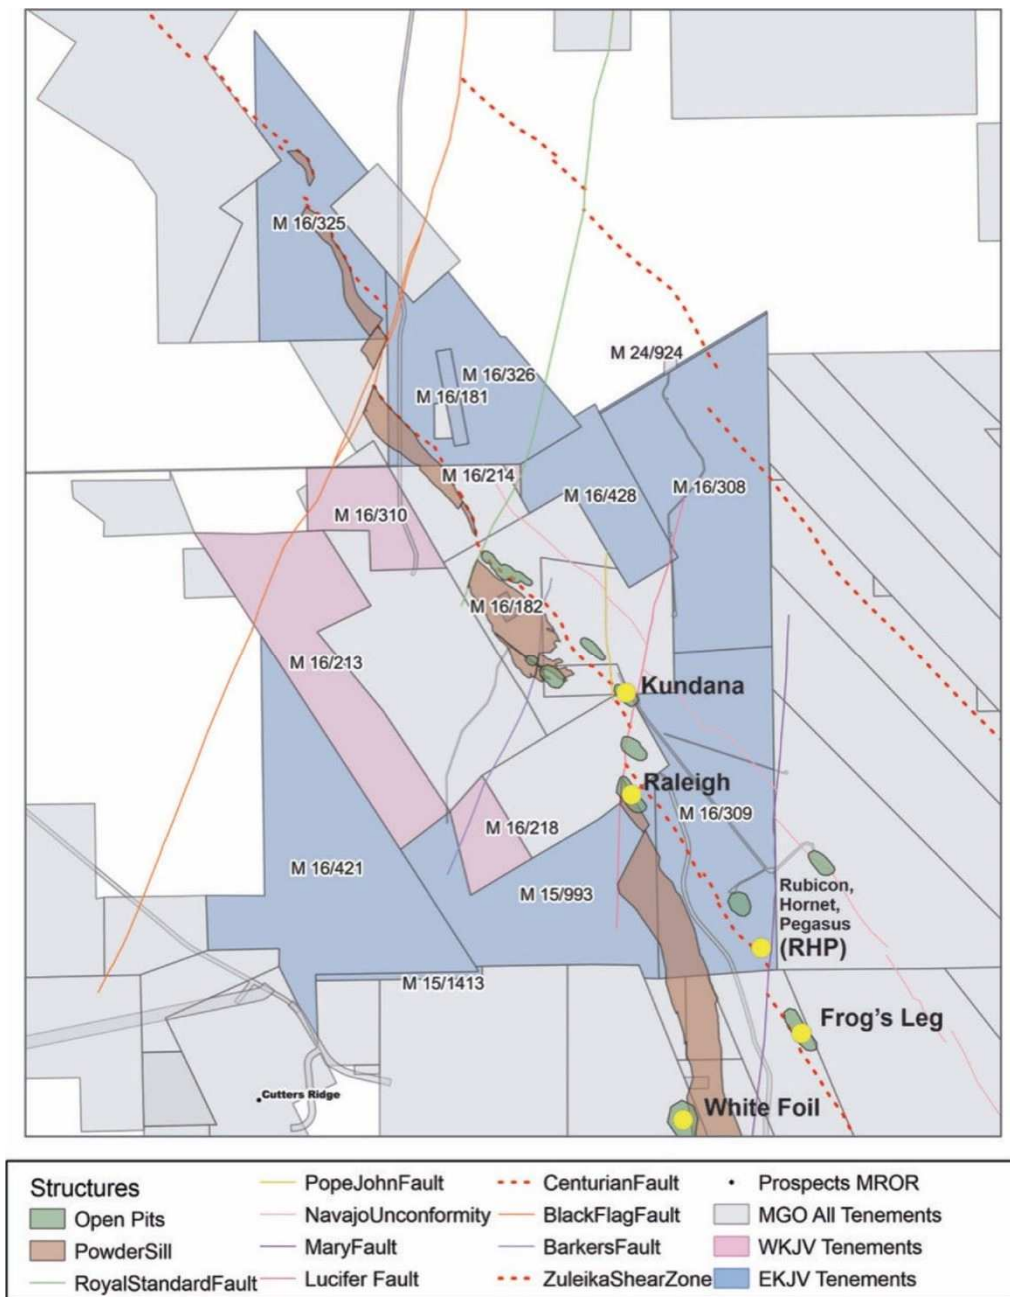 M 16/325
M 24/924
M 16/326
M 16/181
M 16/214
M 16/428
M 16/308
M 16/310
M 16/182
M 16/213
Kundana
Raleigh
M 16/309
M 16/218
M 16/421
M 15/993
Rubicon,
Hornet,
Pegasus
(RHP)
M 15/1413
Frog's Leg
Cutters Ridge
White Foil
Structures
Open Pits
PowderSill
RoyalStandardFault
PopeJohnFault
NavajoUnconformity
MaryFault
Lucifer Fault
CenturianFault
BlackFlagFault
BarkersFault
ZuleikaShearZone
Prospects MROR
MGO All Tenements
WKJV Tenements
EKJV Tenements